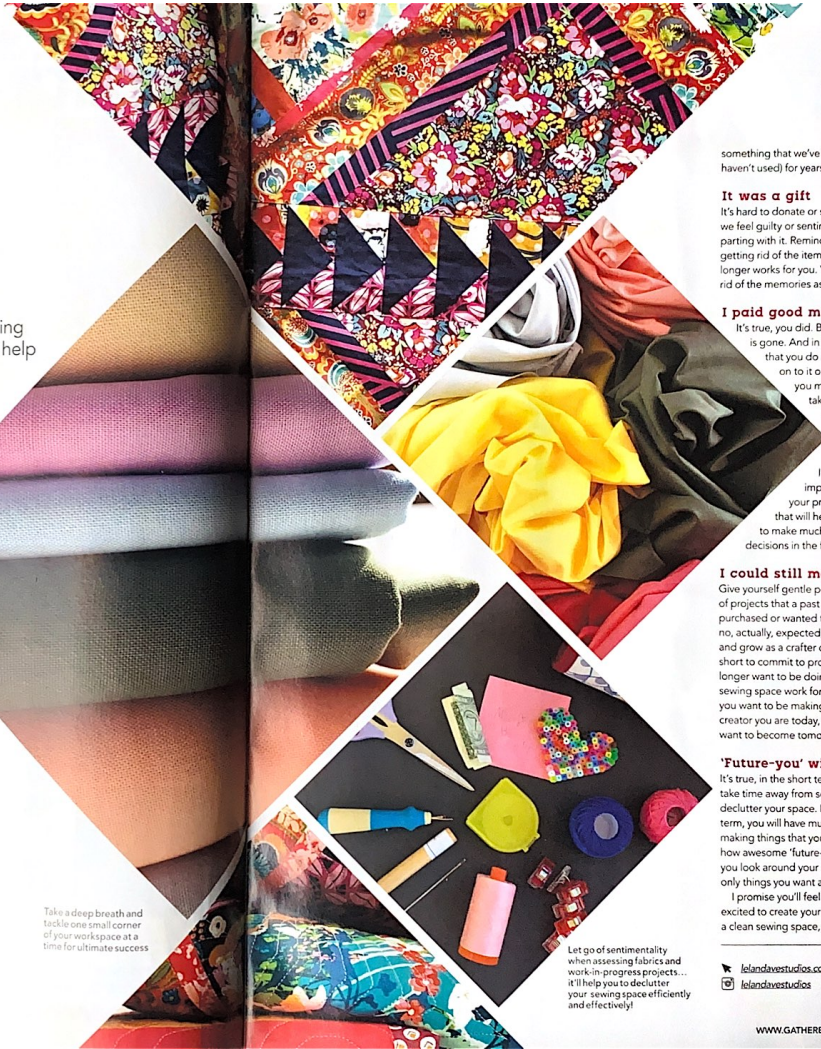 ing
help
Take a deep breath and
tackle one small corner
of your workspace at a
time for ultimate success
Let go of sentimentality
when assessing fabrics and
work-in-progress projects...
it'll help you to declutter
your sewing space efficiently
and effectively!
something that we've
haven't used) for years
It was a gift
It's hard to donate or s
we feel guilty or senti
parting with it. Remin
getting rid of the item
longer works for you.
rid of the memories as
I paid good m
It's true, you did. B
is gone. And in
that you do
on to it o
you m
tak
imp
your pr
that will he
to make much
decisions in the
I could still m
Give yourself gentle p
of projects that a past
purchased or wanted
no, actually, expected
and grow as a crafter
short to commit to pro
longer want to be doin
sewing space work for
you want to be making
creator you are today,
want to become tomo
'Future-you' wi
It's true, in the short te
take time away from s
declutter your space.
term, you will have mu
making things that you
how awesome 'future-
you look around your
only things you want a
I promise you'll feel
excited to create your
a clean sewing space,
lelandavestudios.co
lelandavestudios
WWW.GATHERE